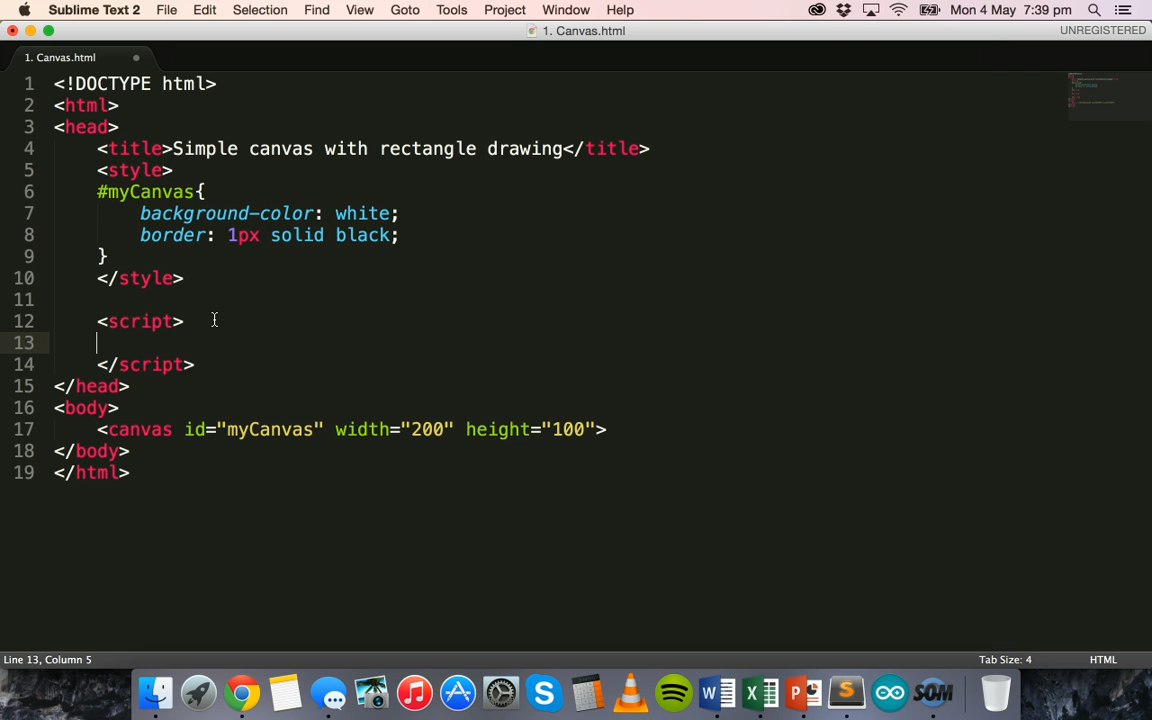 Sublime Text 2 File Edit Selection Find View Goto Tools Project Window Help Mon 4 May 7:39 pm
1. Canvas.html UNREGISTERED
1. Canvas.html
1 <!DOCTYPE html>
2 <html>
3 <head>
4 <title>Simple canvas with rectangle drawing</title>
5 <style>
6 #myCanvas{
7 background-color: white;
8 border: 1px solid black;
9 }
10 </style>
11
12 <script>
13
14 </script>
15 </head>
16 <body>
17 <canvas id="myCanvas" width="200" height="100">
18 </body>
19 </html>
Line 13, Column 5 Tab Size: 4 HTML
SOM